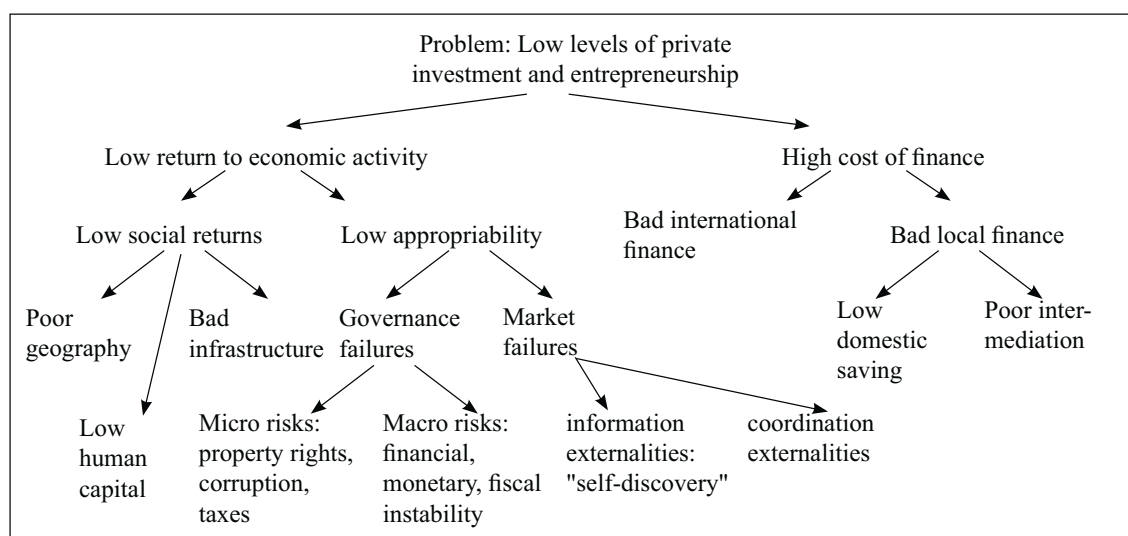 Problem: Low levels of private
investment and entrepreneurship
Low return to economic activity
High cost of finance
Low social returns
Low appropriability
Bad international
finance
Bad local finance
Poor
geography
Bad
infrastructure
Governance
failures
Market
failures
Low
domestic
saving
Poor inter-
mediation
Low
human
capital
Micro risks:
property rights,
corruption,
taxes
Macro risks:
financial,
monetary, fiscal
instability
information
externalities:
"self-discovery"
coordination
externalities